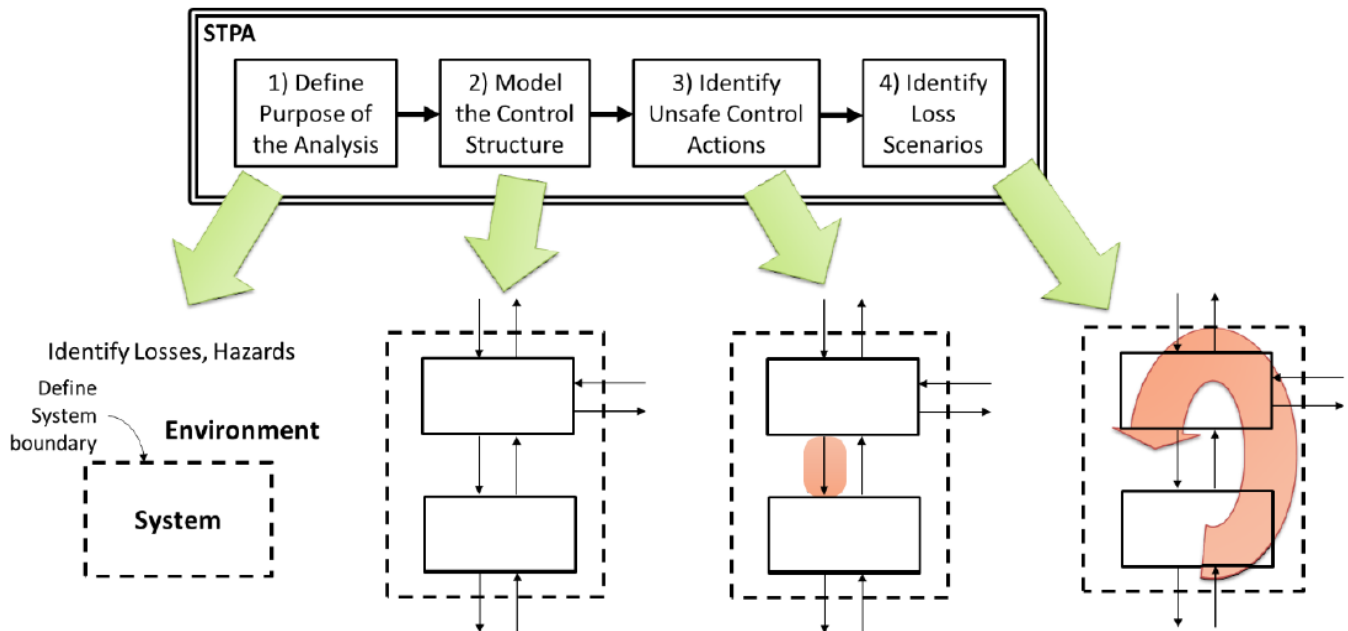 STPA
1) Define
Purpose of
the Analysis
2) Model
the Control
Structure
3) Identify
Unsafe Control
Actions
4) Identify
Loss
Scenarios
Identify Losses, Hazards
Define
System
boundary
Environment
System